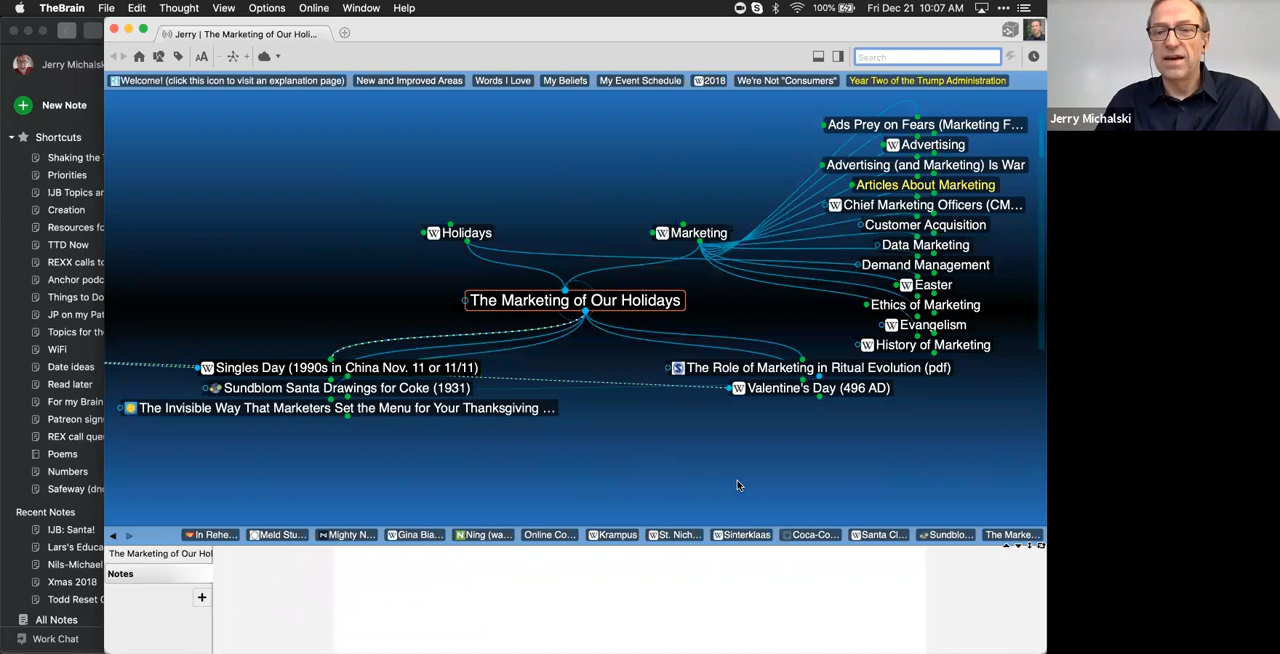 TheBrain File Edit Thought View Options Online Window Help 100% Fri Dec 21 10:07 AM
Jerry | The Marketing of Our Holi...
Jerry Michalsk
Search
Welcome! (click this icon to visit an explanation page) New and Improved Areas Words I Love My Beliefs My Event Schedule W 2018 We're Not "Consumers" Year Two of the Trump Administration
New Note
Shortcuts
Shaking the
Priorities
IJB Topics ar
Creation
Resources fo
TTD Now
REXX calls to
Anchor podc
Things to Do
JP on my Pat
Topics for the
WiFi
Date ideas
Read later
For my Brain
Patreon sign
REX call que
Poems
Numbers
Safeway (dno
Recent Notes
IJB: Santa!
Lars's Educa
Nils-Michael
Xmas 2018
Todd Reset C
All Notes
Work Chat
Ads Prey on Fears (Marketing F...
W Advertising
Advertising (and Marketing) Is War
Articles About Marketing
W Chief Marketing Officers (CM...
Customer Acquisition
Data Marketing
Demand Management
W Easter
Ethics of Marketing
W Evangelism
W History of Marketing
W Holidays
W Marketing
The Marketing of Our Holidays
W Singles Day (1990s in China Nov. 11 or 11/11)
Sundblom Santa Drawings for Coke (1931)
The Invisible Way That Marketers Set the Menu for Your Thanksgiving ...
S The Role of Marketing in Ritual Evolution (pdf)
W Valentine's Day (496 AD)
In Rehe... Meld Stu... Mighty N... W Gina Bia... N Ning (wa... Online Co... W Krampus W St. Nich... W Sinterklaas Coca-Co... W Santa Cl... Sundblo... The Marke...
The Marketing of Our Hol
Notes
Jerry Michalski